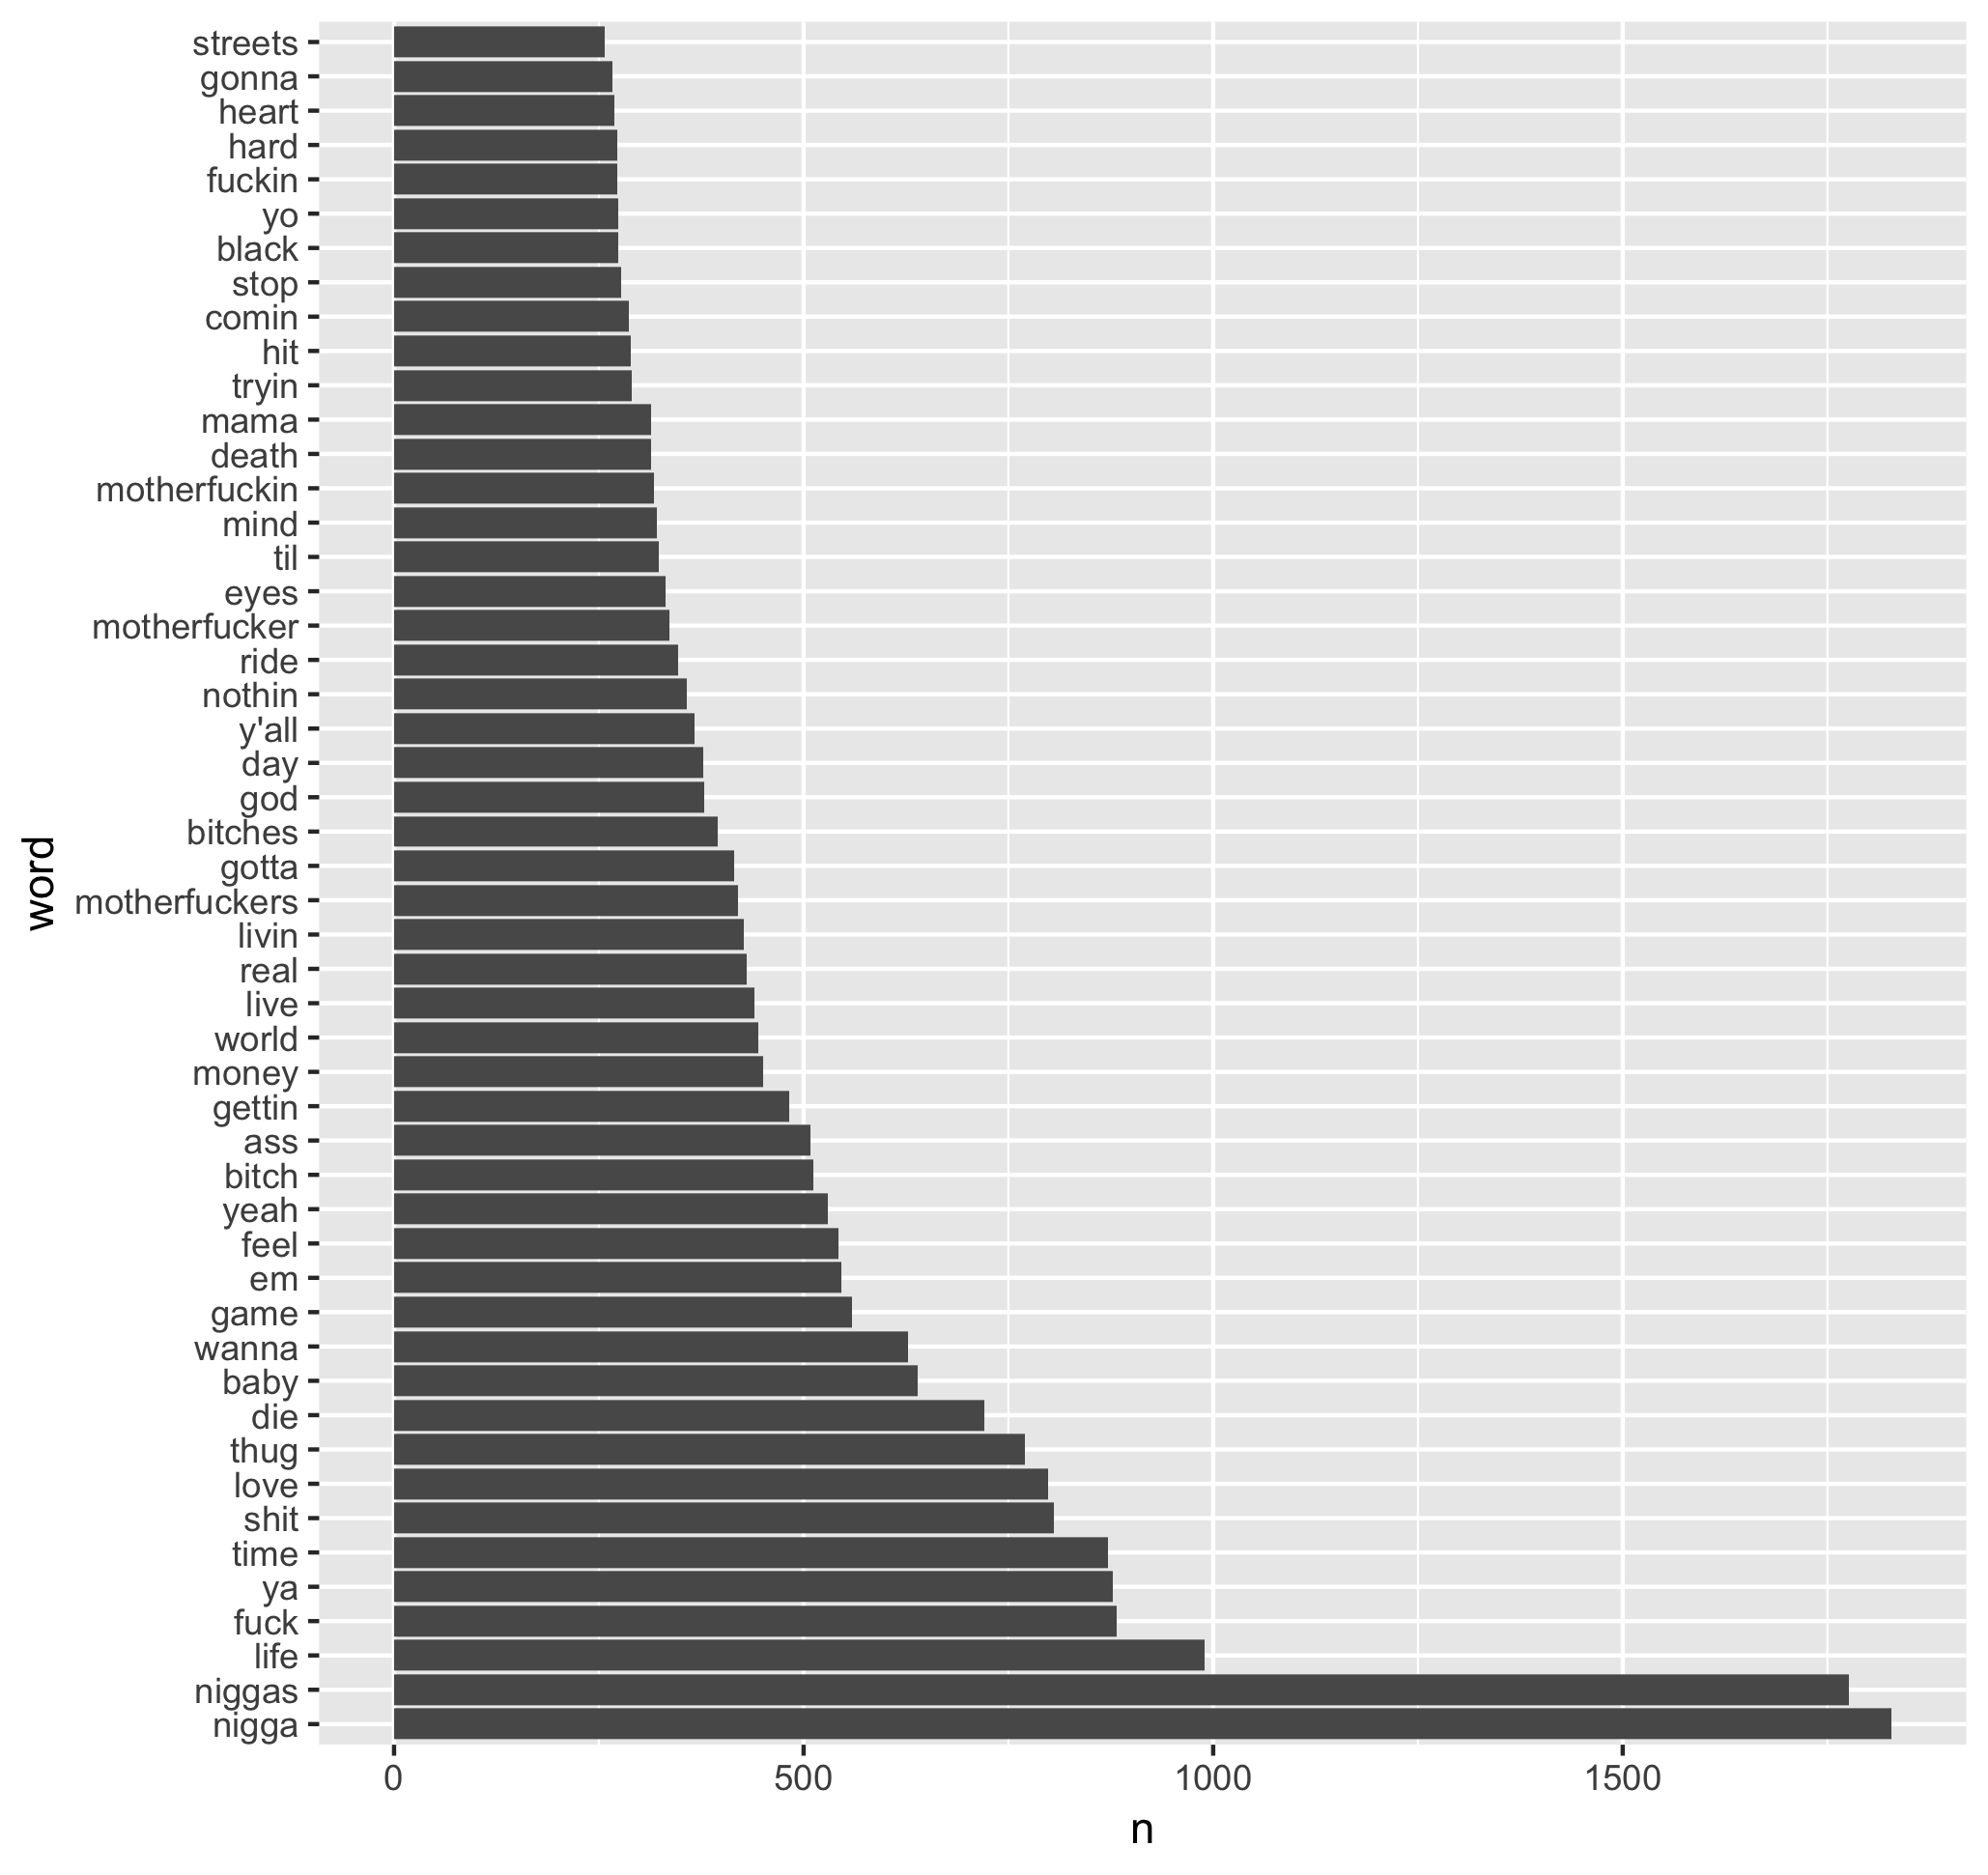 streets
gonna
heart
hard
fuckin
yo
black
stop
comin
hit
tryin
mama
death
motherfuckin
mind
til
eyes
motherfucker
ride
nothin
y'all
day
god
bitches
gotta
motherfuckers
livin
real
live
world
money
gettin
ass
bitch
yeah
feel
em
game
wanna
baby
die
thug
love
shit
time
ya
fuck
life
niggas
nigga
word
0 500 1000 1500
n